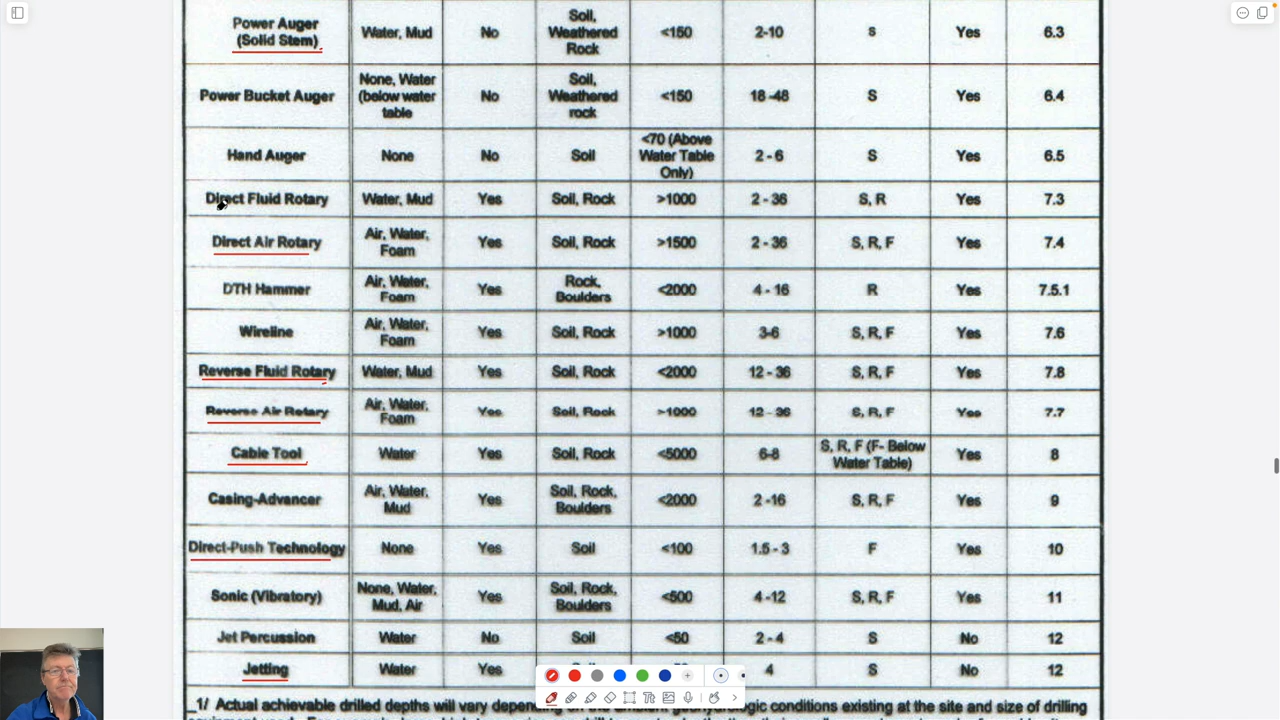 Power Auger
(Solid Stem)
Water, Mud
No
Soil,
Weathered
Rock
<150
2-10
s
Yes
6.3
Power Bucket Auger
None, Water
(below water
table
No
Soil,
Weathered
rock
<150
18 -48
S
Yes
6.4
Hand Auger
None
No
Soil
<70 (Above
Water Table
Only)
2 - 6
S
Yes
6.5
Direct Fluid Rotary
Water, Mud
Yes
Soil, Rock
>1000
2 - 36
S, R
Yes
7.3
Direct Air Rotary
Air, Water,
Foam
Yes
Soil, Rock
>1500
2 - 36
S, R, F
Yes
7.4
DTH Hammer
Air, Water,
Foam
Yes
Rock,
Boulders
<2000
4 - 16
R
Yes
7.5.1
Wireline
Air, Water,
Foam
Yes
Soil, Rock
>1000
3-6
S, R, F
Yes
7.6
Reverse Fluid Rotary
Water, Mud
Yes
Soil, Rock
<2000
12 - 36
S, R, F
Yes
7.8
Reverse Air Rotary
Air, Water,
Foam
Yes
Soil, Rock
>1000
12 - 36
S, R, F
Yes
7.7
Cable Tool
Water
Yes
Soil, Rock
<5000
6-8
S, R, F (F- Below
Water Table)
Yes
8
Casing-Advancer
Air, Water,
Mud
Yes
Soil, Rock,
Boulders
<2000
2 -16
S, R, F
Yes
9
Direct-Push Technology
None
Yes
Soil
<100
1.5 - 3
F
Yes
10
Sonic (Vibratory)
None, Water,
Mud, Air
Yes
Soil, Rock,
Boulders
<500
4 -12
S, R, F
Yes
11
Jet Percussion
Water
No
Soil
<50
2 - 4
S
No
12
Jetting
Water
Yes
4
S
No
12
_1/ Actual achievable drilled depths will vary depending conditions existing at the site and size of drilling